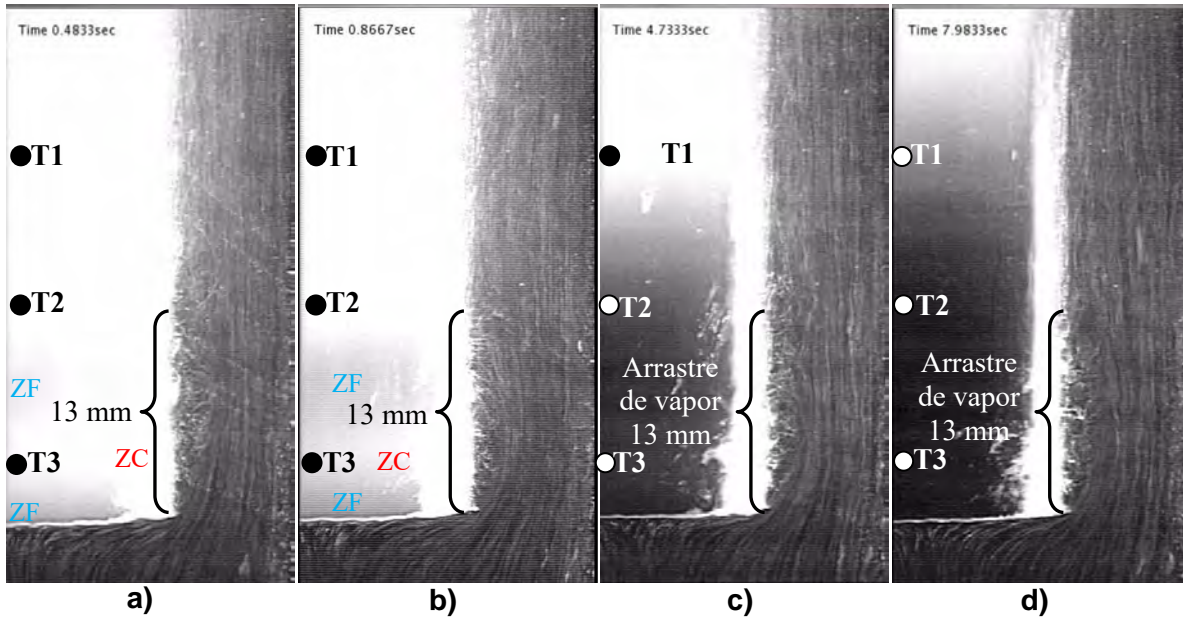 Time 0.4833sec
T1
T2
ZF
13 mm
ZC
T3
ZF
a)
Time 0.8667sec
T1
T2
ZF
13 mm
T3
ZC
ZF
b)
Time 4.7333sec
T1
T2
Arrastre
de vapor
13 mm
T3
c)
Time 7.9833sec
T1
T2
Arrastre
de vapor
13 mm
T3
d)